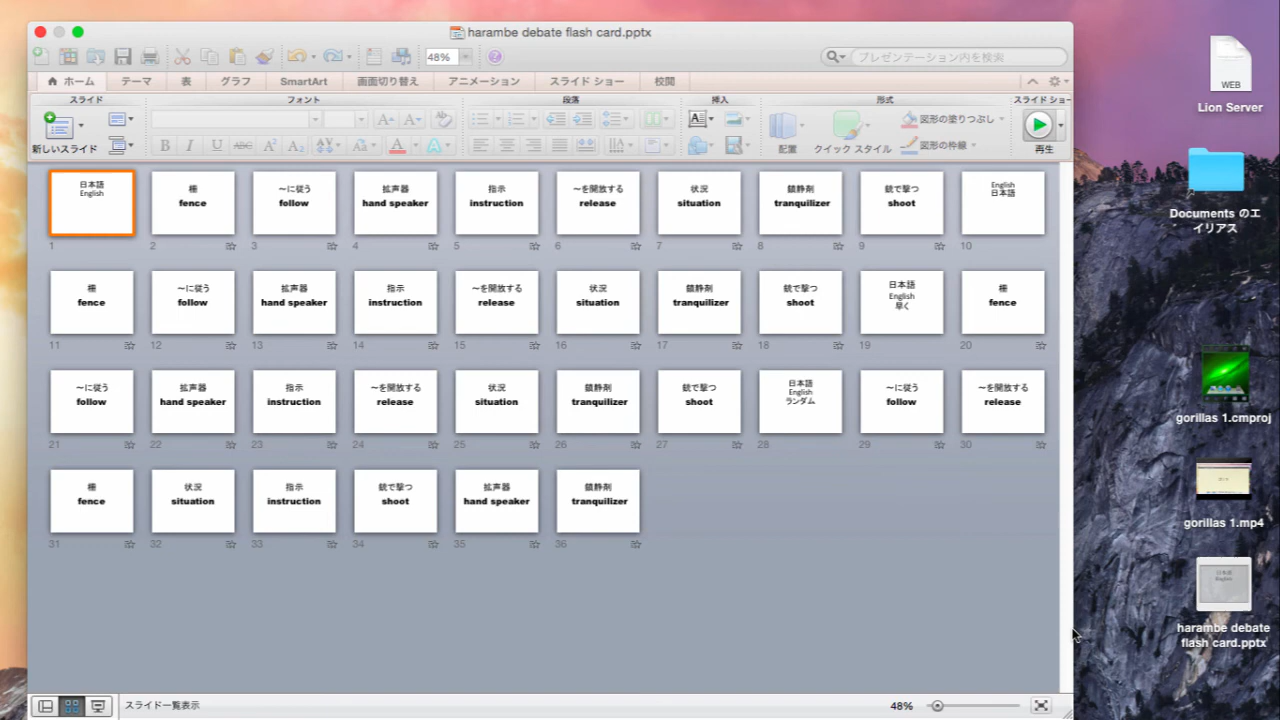 harambe debate flash card.pptx
48%
プレゼンテーション内を検索
ホーム テーマ 表 グラフ SmartArt 画面切り替え アニメーション スライド ショー 校閲
スライド フォント 段落 挿入 形式 スライド ショー
新しいスライド
B I U ABC A² A₂
配置 クイック スタイル 図形の塗りつぶし 図形の枠線 再生
日本語
English
1
柵
fence
2
〜に従う
follow
3
拡声器
hand speaker
4
指示
instruction
5
〜を開放する
release
6
状況
situation
7
鎮静剤
tranquilizer
8
銃で撃つ
shoot
9
English
日本語
10
柵
fence
11
〜に従う
follow
12
拡声器
hand speaker
13
指示
instruction
14
〜を開放する
release
15
状況
situation
16
鎮静剤
tranquilizer
17
銃で撃つ
shoot
18
日本語
English
早く
19
柵
fence
20
〜に従う
follow
21
拡声器
hand speaker
22
指示
instruction
23
〜を開放する
release
24
状況
situation
25
鎮静剤
tranquilizer
26
銃で撃つ
shoot
27
日本語
English
ランダム
28
〜に従う
follow
29
〜を開放する
release
30
柵
fence
31
状況
situation
32
指示
instruction
33
銃で撃つ
shoot
34
拡声器
hand speaker
35
鎮静剤
tranquilizer
36
スライド一覧表示
48%
WEB
Lion Server
Documents のエ
イリアス
gorillas 1.cmproj
gorillas 1.mp4
日本語
English
harambe debate
flash card.pptx